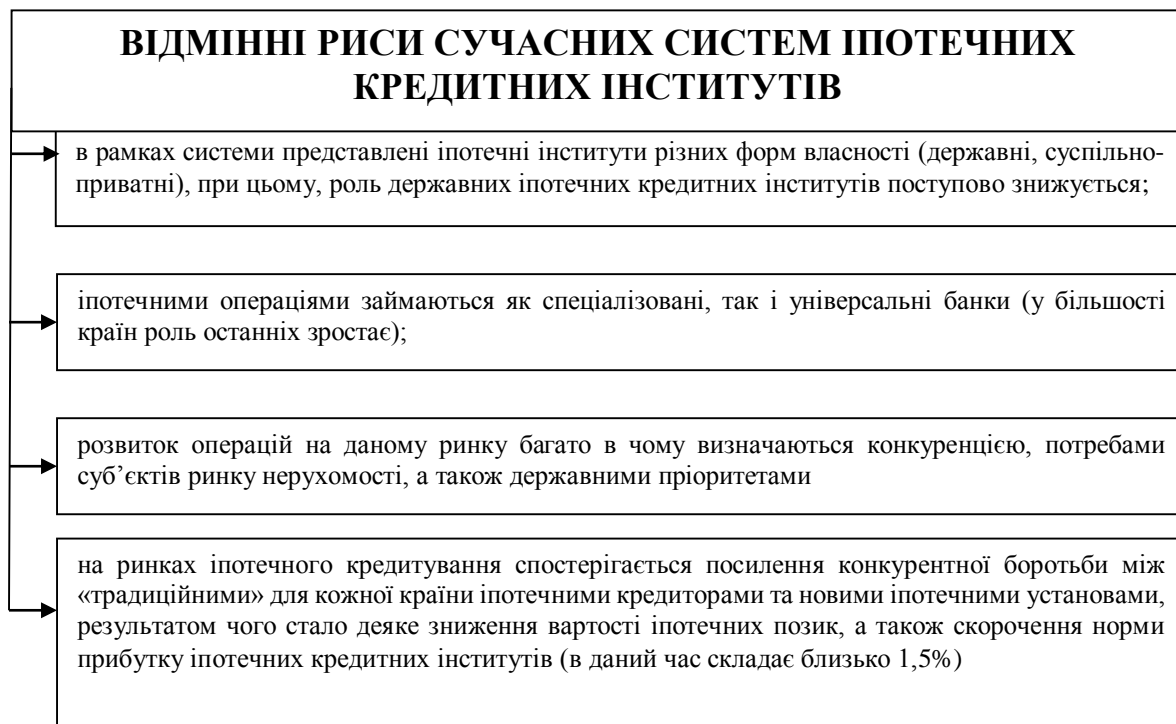 ВІДМІННІ РИСИ СУЧАСНИХ СИСТЕМ ІПОТЕЧНИХ
КРЕДИТНИХ ІНСТИТУТІВ
в рамках системи представлені іпотечні інститути різних форм власності (державні, суспільно-
приватні), при цьому, роль державних іпотечних кредитних інститутів поступово знижується;
іпотечними операціями займаються як спеціалізовані, так і універсальні банки (у більшості
країн роль останніх зростає);
розвиток операцій на даному ринку багато в чому визначаються конкуренцією, потребами
суб’єктів ринку нерухомості, а також державними пріоритетами
на ринках іпотечного кредитування спостерігається посилення конкурентної боротьби між
«традиційними» для кожної країни іпотечними кредиторами та новими іпотечними установами,
результатом чого стало деяке зниження вартості іпотечних позик, а також скорочення норми
прибутку іпотечних кредитних інститутів (в даний час складає близько 1,5%)